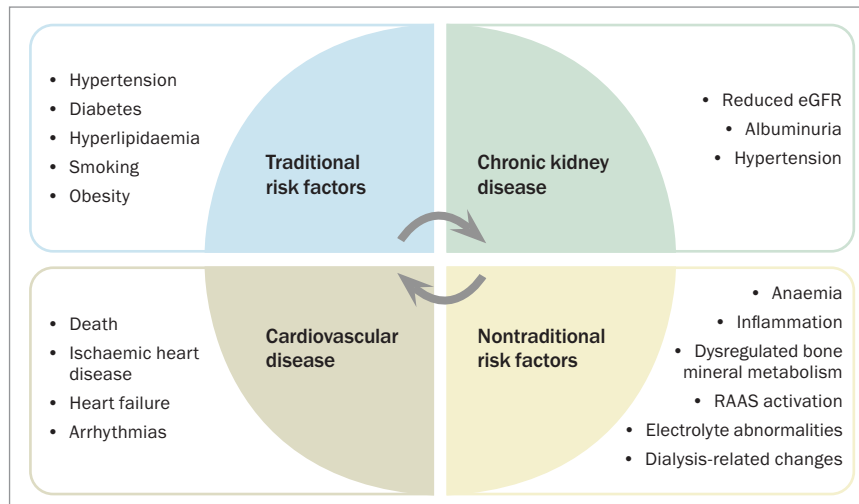 • Hypertension
• Diabetes
• Hyperlipidaemia
• Smoking
• Obesity
Traditional
risk factors
Chronic kidney
disease
• Reduced eGFR
• Albuminuria
• Hypertension
• Death
• Ischaemic heart
disease
• Heart failure
• Arrhythmias
Cardiovascular
disease
Nontraditional
risk factors
• Anaemia
• Inflammation
• Dysregulated bone
mineral metabolism
• RAAS activation
• Electrolyte abnormalities
• Dialysis-related changes